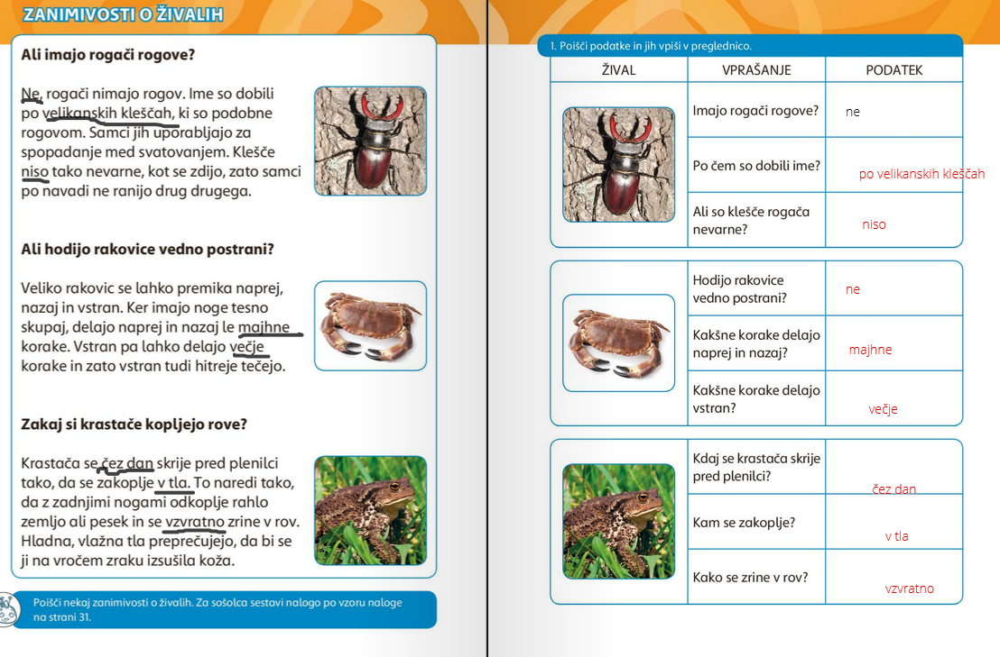 ZANIMIVOSTI O ŽIVALIH
Ali imajo rogači rogove?
Ne, rogači nimajo rogov. Ime so dobili
po velikanskih kleščah, ki so podobne
rogovom. Samci jih uporabljajo za
spopadanje med svatovanjem. Klešče
niso tako nevarne, kot se zdijo, zato samci
po navadi ne ranijo drug drugega.
Ali hodijo rakovice vedno postrani?
Veliko rakovic se lahko premika naprej,
nazaj in vstran. Ker imajo noge tesno
skupaj, delajo naprej in nazaj le majhne
korake. Vstran pa lahko delajo večje
korake in zato vstran tudi hitreje tečejo.
Zakaj si krastače kopljejo rove?
Krastača se čez dan skrije pred plenilci
tako, da se zakoplje v tla. To naredi tako,
da z zadnjimi nogami odkoplje rahlo
zemljo ali pesek in se vzvratno zrine v rov.
Hladna, vlažna tla preprečujejo, da bi se
ji na vročem zraku izsušila koža.
Poišči nekaj zanimivosti o živalih. Za sošolca sestavi nalogo po vzoru naloge
na strani 31.
1. Poišči podatke in jih vpiši v preglednico.
ŽIVAL VPRAŠANJE PODATEK
Imajo rogači rogove? ne
Po čem so dobili ime? po velikanskih kleščah
Ali so klešče rogača
nevarne? niso
Hodijo rakovice
vedno postrani? ne
Kakšne korake delajo
naprej in nazaj? majhne
Kakšne korake delajo
vstran? večje
Kdaj se krastača skrije
pred plenilci? čez dan
Kam se zakoplje? v tla
Kako se zrine v rov? vzvratno